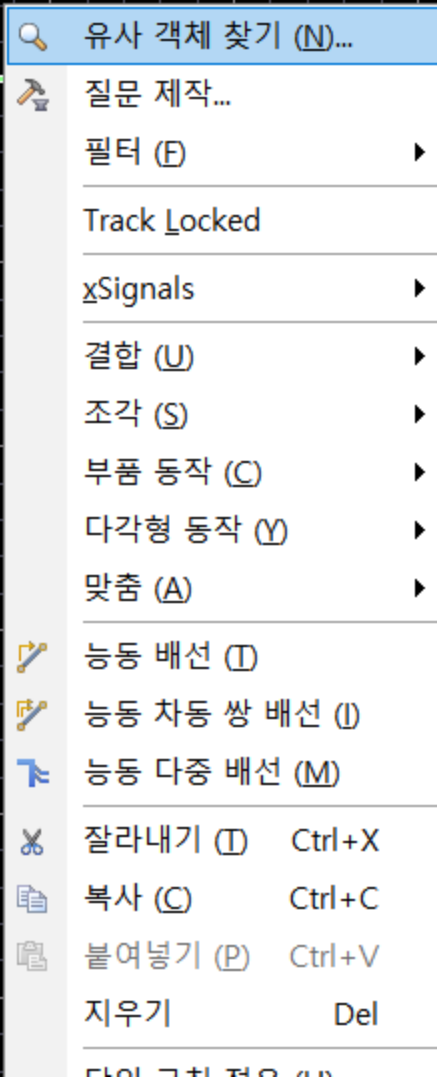 유사 객체 찾기 (N)...
질문 제작...
필터 (F)
Track Locked
xSignals
결합 (U)
조각 (S)
부품 동작 (C)
다각형 동작 (Y)
맞춤 (A)
능동 배선 (T)
능동 차동 쌍 배선 (I)
능동 다중 배선 (M)
잘라내기 (T) Ctrl+X
복사 (C) Ctrl+C
붙여넣기 (P) Ctrl+V
지우기 Del